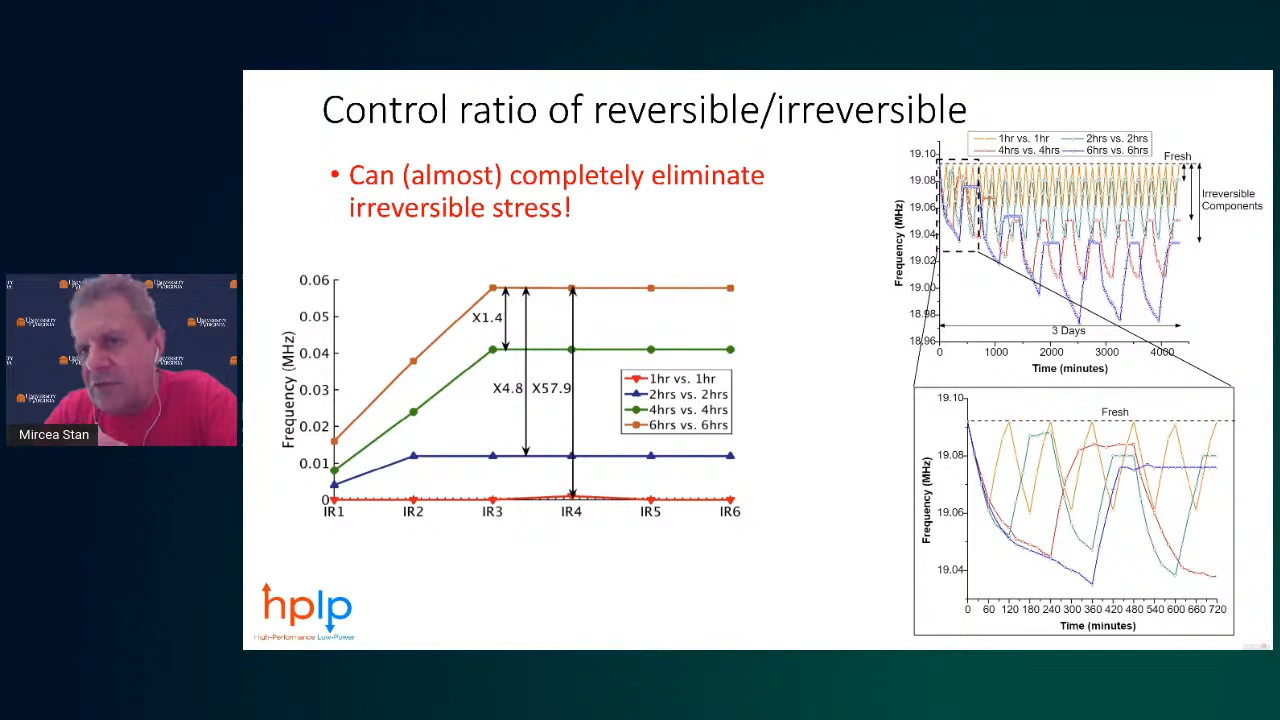 Control ratio of reversible/irreversible
• Can (almost) completely eliminate
irreversible stress!
0.06
0.05
0.04
0.03
0.02
0.01
0
Frequency (MHz)
X1.4
X4.8
X57.9
1hr vs. 1hr
2hrs vs. 2hrs
4hrs vs. 4hrs
6hrs vs. 6hrs
IR1 IR2 IR3 IR4 IR5 IR6
1hr vs. 1hr 2hrs vs. 2hrs
4hrs vs. 4hrs 6hrs vs. 6hrs
Fresh
19.10
19.08
19.06
19.04
19.02
19.00
18.98
18.96
Frequency (MHz)
Irreversible
Components
3 Days
0 1000 2000 3000 4000
Time (minutes)
19.10
19.08
19.06
19.04
Frequency (MHz)
Fresh
0 60 120 180 240 300 360 420 480 540 600 660 720
Time (minutes)
hplp
High-Performance Low-Power
UNIVERSITY
of VIRGINIA
Mircea Stan